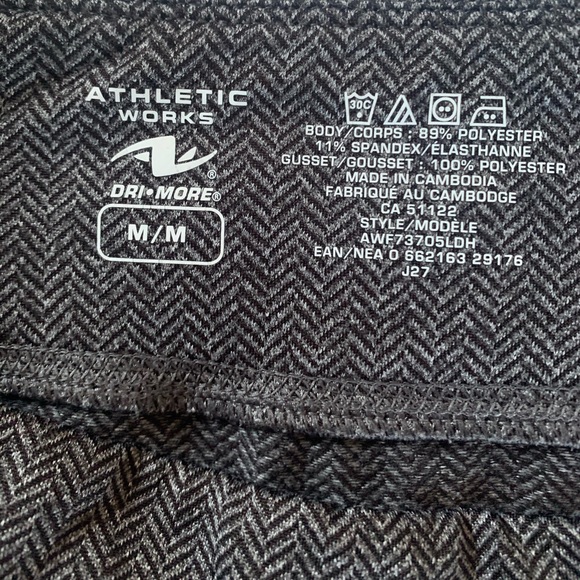 ATHLETIC
WORKS
®
DRI•MORE®
M/M
30C
BODY/CORPS : 89% POLYESTER
11% SPANDEX/ÉLASTHANNE
GUSSET/GOUSSET : 100% POLYESTER
MADE IN CAMBODIA
FABRIQUÉ AU CAMBODGE
CA 51122
STYLE/MODÈLE
AWF73705LDH
EAN/NEA 0 662163 29176
J27